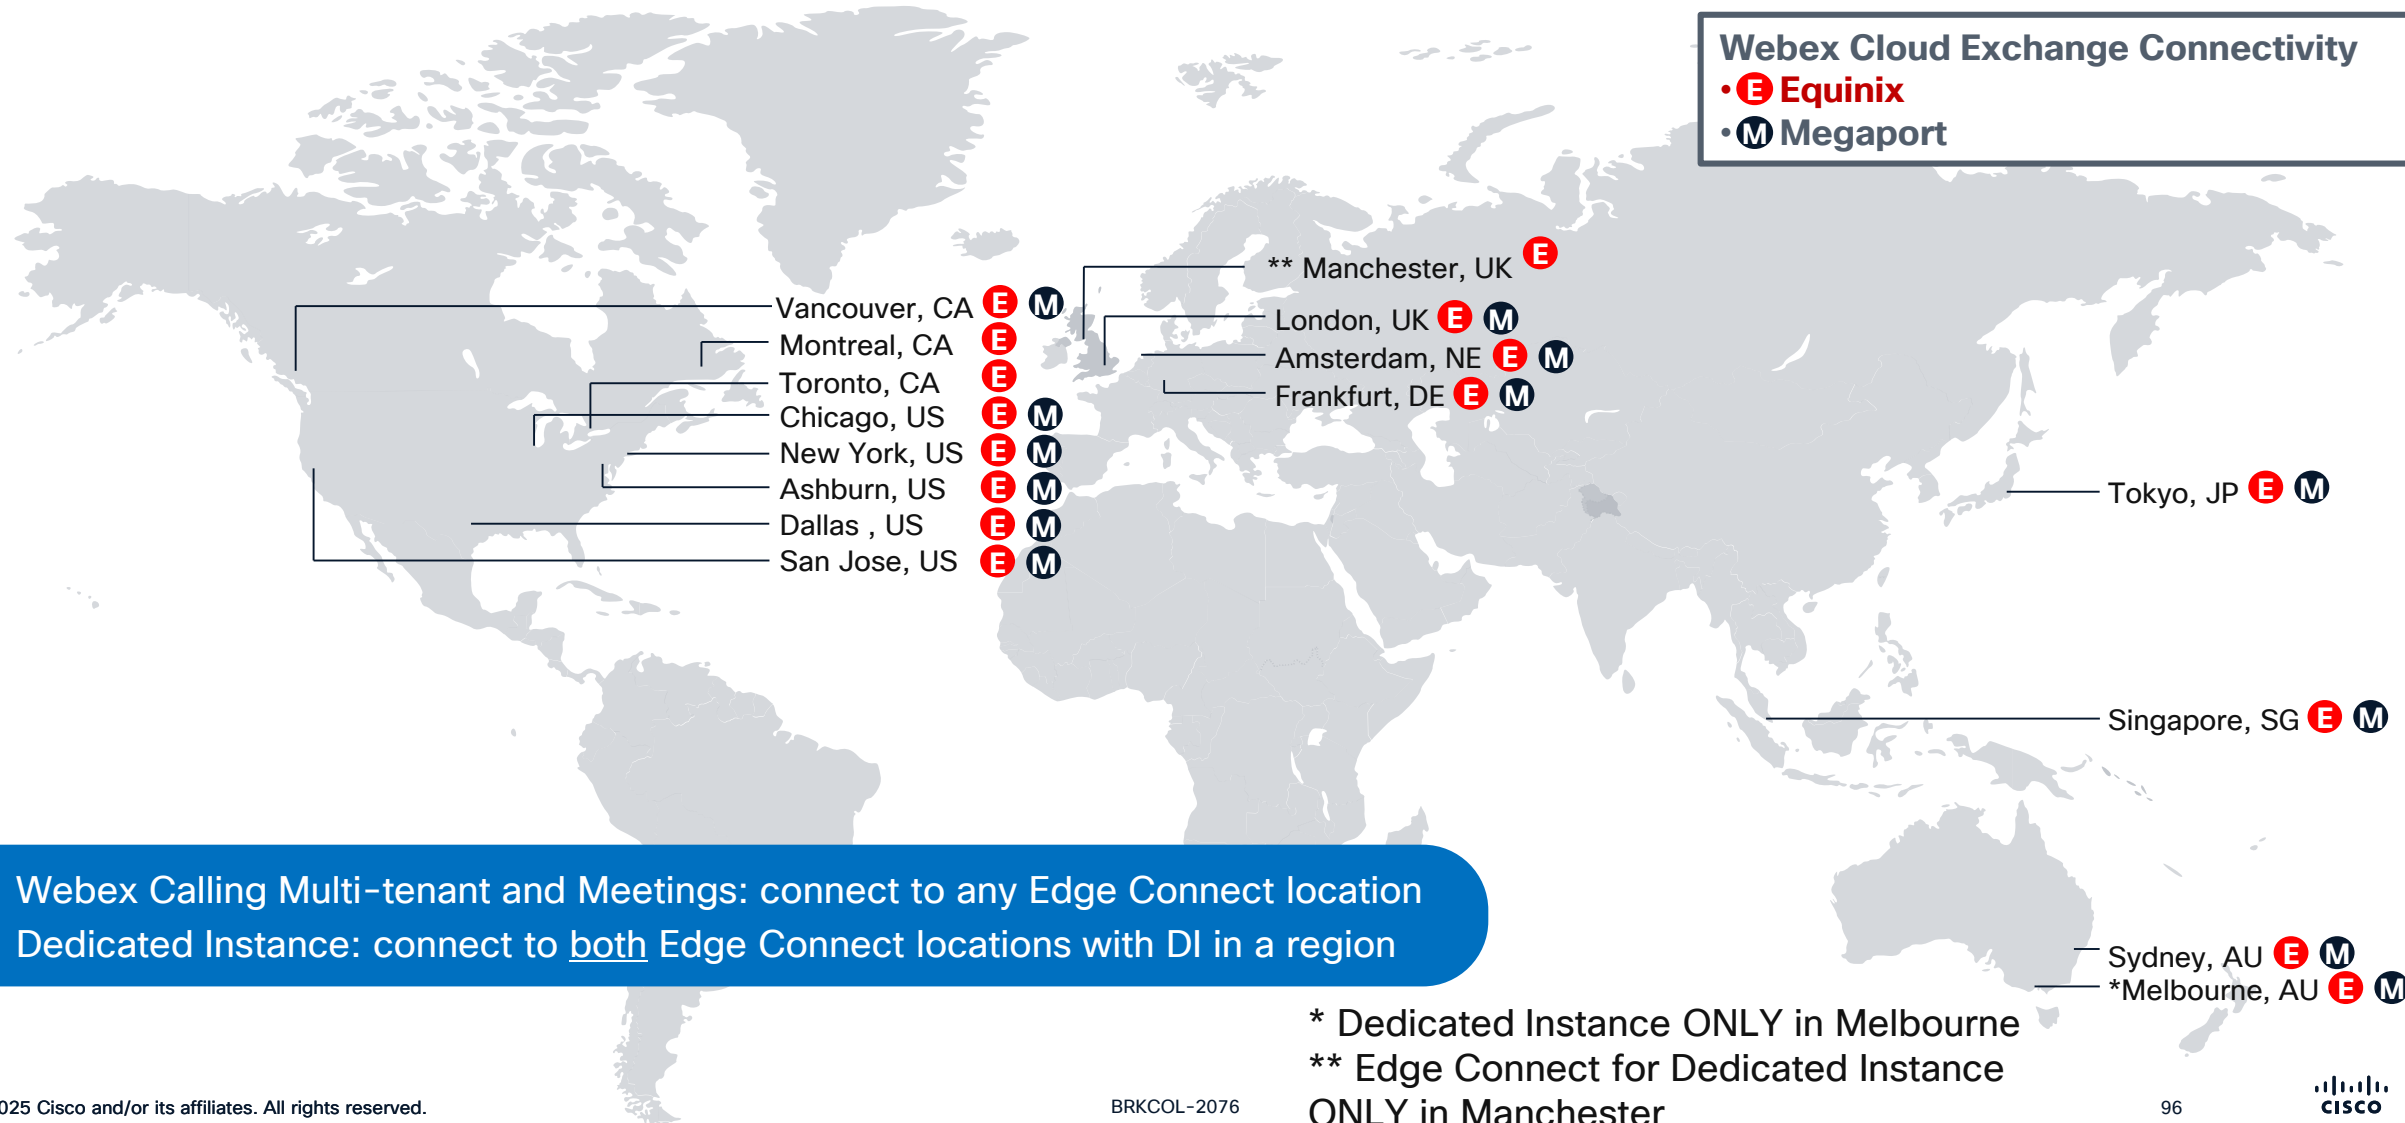 Webex Cloud Exchange Connectivity
• E Equinix
• M Megaport
Vancouver, CA E M
Montreal, CA E
Toronto, CA E
Chicago, US E M
New York, US E M
Ashburn, US E M
Dallas , US E M
San Jose, US E M
** Manchester, UK E
London, UK E M
Amsterdam, NE E M
Frankfurt, DE E M
Tokyo, JP E M
Singapore, SG E M
Sydney, AU E M
*Melbourne, AU E M
Webex Calling Multi-tenant and Meetings: connect to any Edge Connect location
Dedicated Instance: connect to both Edge Connect locations with DI in a region
* Dedicated Instance ONLY in Melbourne
** Edge Connect for Dedicated Instance
ONLY in Manchester
025 Cisco and/or its affiliates. All rights reserved.
BRKCOL-2076
96
CISCO